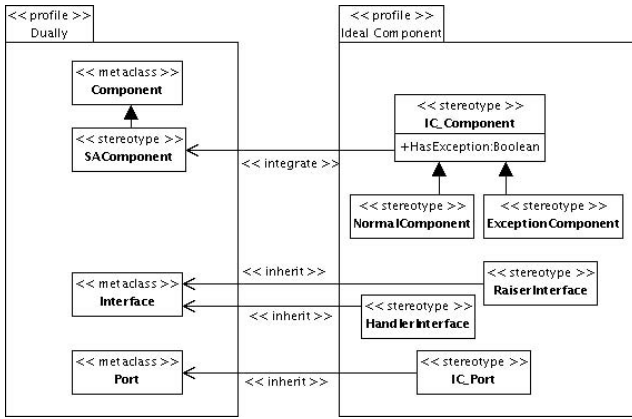 << profile >>
Dually
<< metaclass >>
Component
<< stereotype >>
SAComponent
<< metaclass >>
Interface
<< metaclass >>
Port
<< integrate >>
<< inherit >>
<< inherit >>
<< inherit >>
<< profile >>
Ideal Component
<< stereotype >>
IC_Component
+HasException:Boolean
<< stereotype >>
NormalComponent
<< stereotype >>
ExceptionComponent
<< stereotype >>
RaiserInterface
<< stereotype >>
HandlerInterface
<< stereotype >>
IC_Port